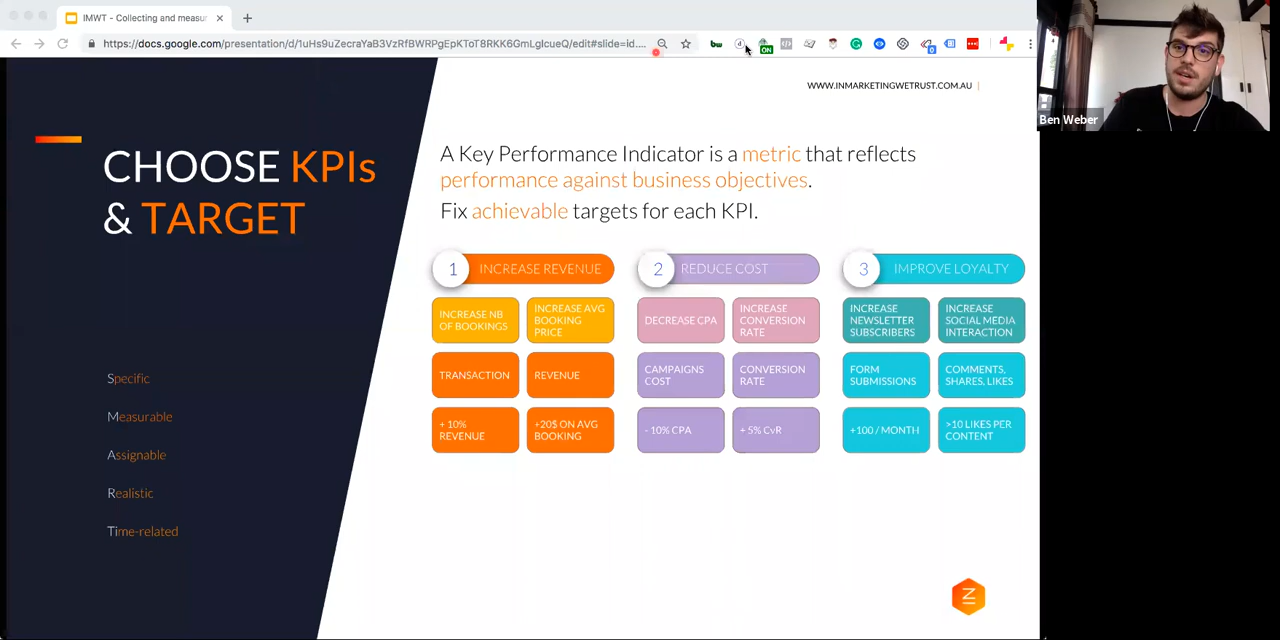 IMWT - Collecting and measur
https://docs.google.com/presentation/d/1uHs9uZecraYaB3VzRfBWRPgEpKToT8RKK6GmLglcueQ/edit#slide=id....
bw
ON
WWW.INMARKETINGWETRUST.COM.AU
Ben Weber
CHOOSE KPIs
& TARGET
Specific
Measurable
Assignable
Realistic
Time-related
A Key Performance Indicator is a metric that reflects
performance against business objectives.
Fix achievable targets for each KPI.
1 INCREASE REVENUE
INCREASE NB
OF BOOKINGS
INCREASE AVG
BOOKING
PRICE
TRANSACTION
REVENUE
+ 10%
REVENUE
+20$ ON AVG
BOOKING
2 REDUCE COST
DECREASE CPA
INCREASE
CONVERSION
RATE
CAMPAIGNS
COST
CONVERSION
RATE
- 10% CPA
+ 5% CvR
3 IMPROVE LOYALTY
INCREASE
NEWSLETTER
SUBSCRIBERS
INCREASE
SOCIAL MEDIA
INTERACTION
FORM
SUBMISSIONS
COMMENTS,
SHARES, LIKES
+100 / MONTH
>10 LIKES PER
CONTENT